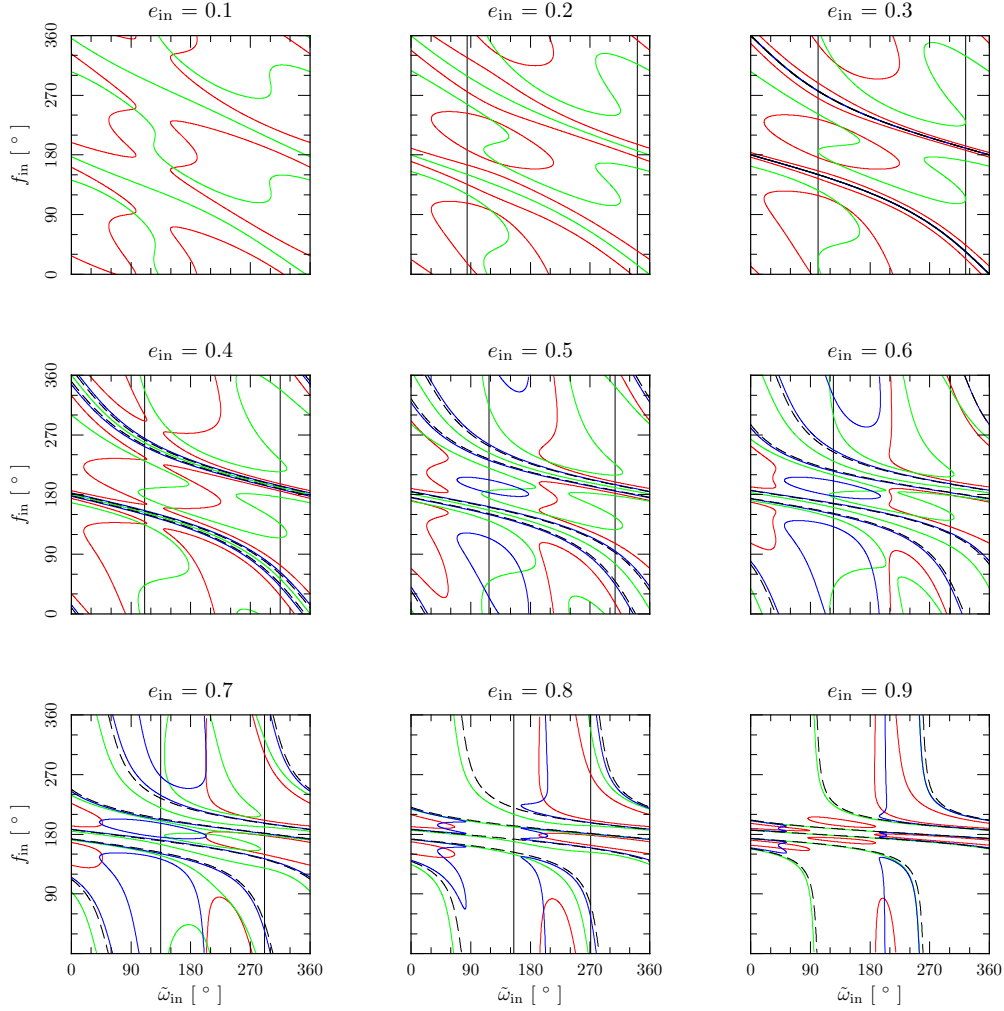 e_in = 0.1 e_in = 0.2 e_in = 0.3
360
270
180
90
0
f_in [ ° ]
e_in = 0.4 e_in = 0.5 e_in = 0.6
360
270
180
90
0
f_in [ ° ]
e_in = 0.7 e_in = 0.8 e_in = 0.9
360
270
180
90
f_in [ ° ]
0 90 180 270 360 0 90 180 270 360 0 90 180 270 360
ω̃_in [ ° ] ω̃_in [ ° ] ω̃_in [ ° ]